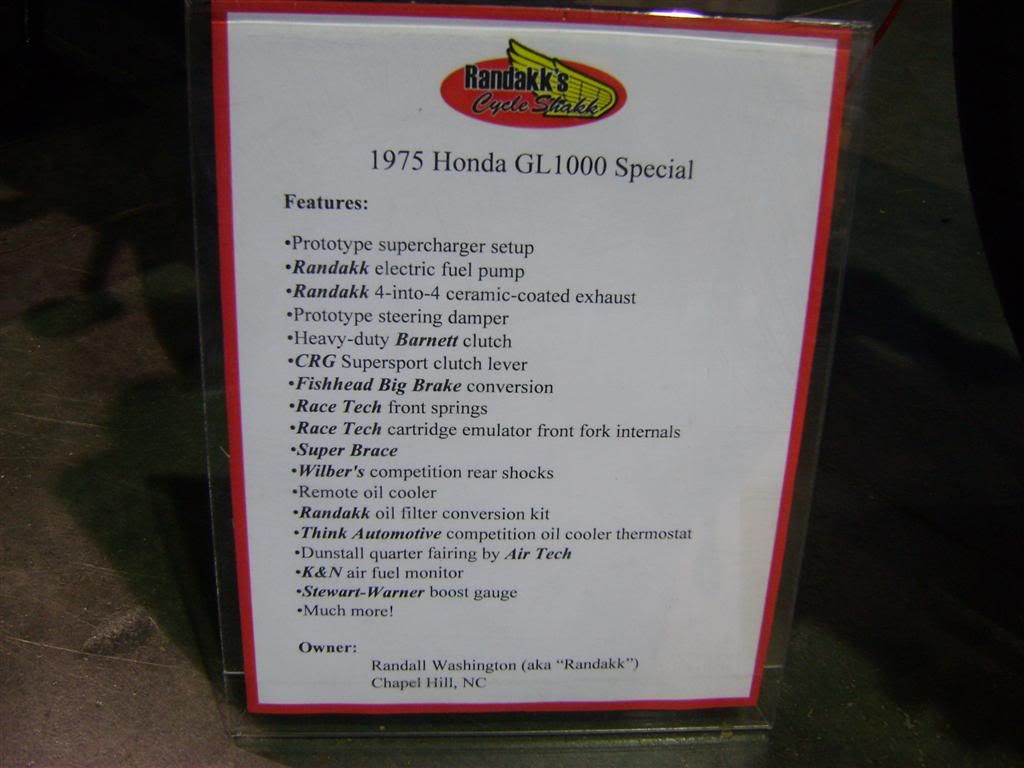 Randakk's
Cycle Shakk
1975 Honda GL1000 Special
Features:
•Prototype supercharger setup
•Randakk electric fuel pump
•Randakk 4-into-4 ceramic-coated exhaust
•Prototype steering damper
•Heavy-duty Barnett clutch
•CRG Supersport clutch lever
•Fishhead Big Brake conversion
•Race Tech front springs
•Race Tech cartridge emulator front fork internals
•Super Brace
•Wilber's competition rear shocks
•Remote oil cooler
•Randakk oil filter conversion kit
•Think Automotive competition oil cooler thermostat
•Dunstall quarter fairing by Air Tech
•K&N air fuel monitor
•Stewart-Warner boost gauge
•Much more!
Owner:
Randall Washington (aka “Randakk”)
Chapel Hill, NC